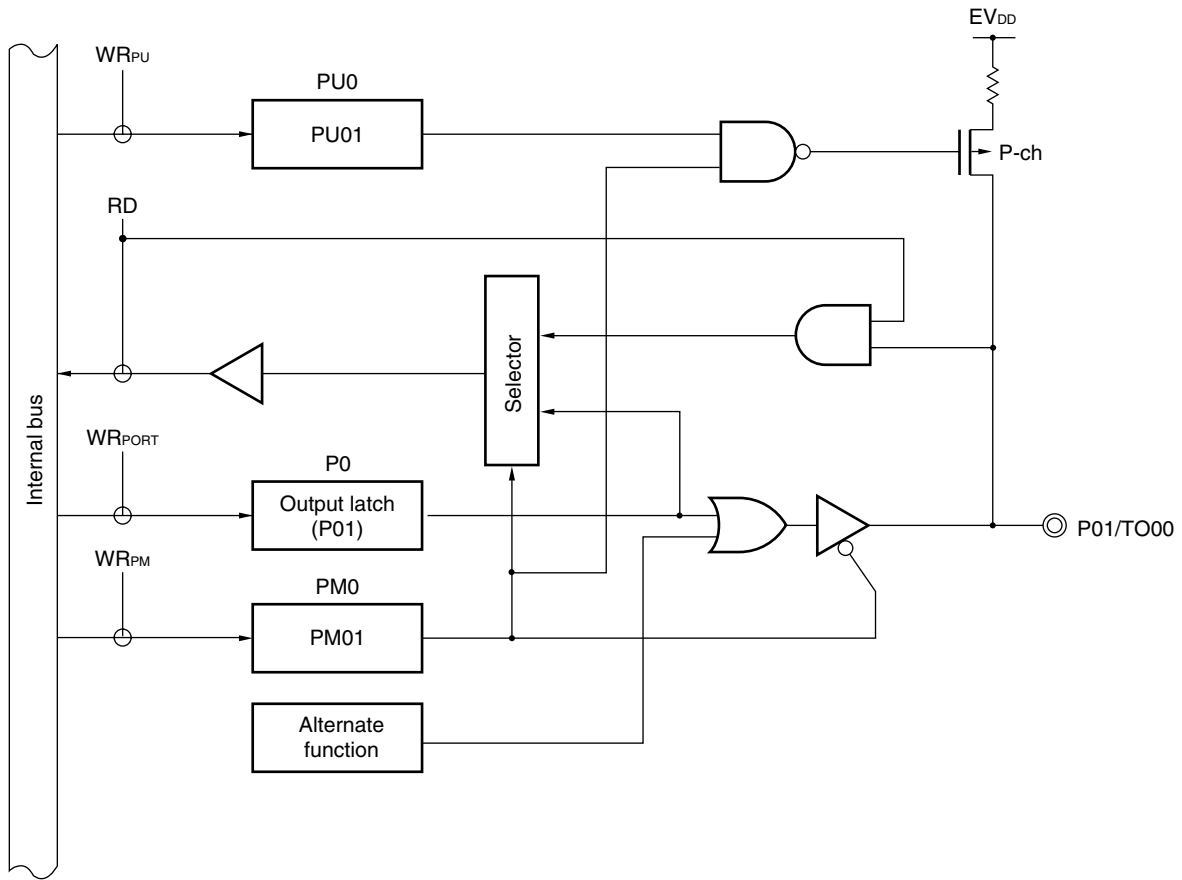 EVDD
WRPU
PU0
PU01
P-ch
RD
Selector
Internal bus
WRPORT
P0
Output latch
(P01)
P01/TO00
WRPM
PM0
PM01
Alternate
function